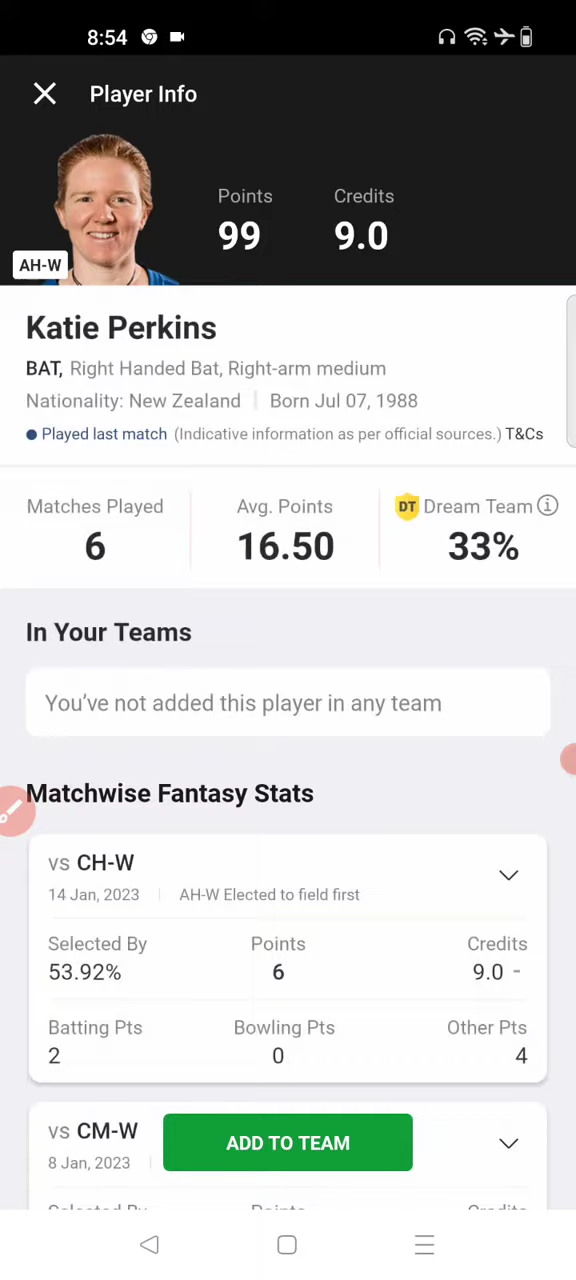 8:54
Player Info
Points Credits
99 9.0
AH-W
Katie Perkins
BAT, Right Handed Bat, Right-arm medium
Nationality: New Zealand Born Jul 07, 1988
Played last match (Indicative information as per official sources.) T&Cs
Matches Played Avg. Points DT Dream Team
6 16.50 33%
In Your Teams
You've not added this player in any team
Matchwise Fantasy Stats
vs CH-W
14 Jan, 2023 AH-W Elected to field first
Selected By Points Credits
53.92% 6 9.0 -
Batting Pts Bowling Pts Other Pts
2 0 4
vs CM-W
ADD TO TEAM
8 Jan, 2023
Selected By Points Credits